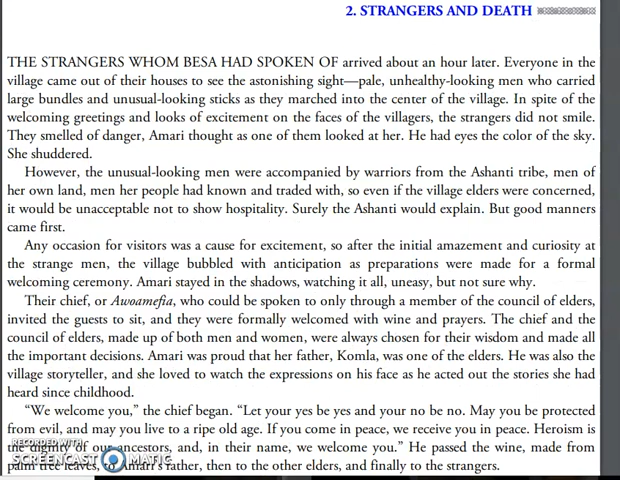 2. STRANGERS AND DEATH
THE STRANGERS WHOM BESA HAD SPOKEN OF arrived about an hour later. Everyone in the
village came out of their houses to see the astonishing sight—pale, unhealthy-looking men who carried
large bundles and unusual-looking sticks as they marched into the center of the village. In spite of the
welcoming greetings and looks of excitement on the faces of the villagers, the strangers did not smile.
They smelled of danger, Amari thought as one of them looked at her. He had eyes the color of the sky.
She shuddered.
However, the unusual-looking men were accompanied by warriors from the Ashanti tribe, men of
her own land, men her people had known and traded with, so even if the village elders were concerned,
it would be unacceptable not to show hospitality. Surely the Ashanti would explain. But good manners
came first.
Any occasion for visitors was a cause for excitement, so after the initial amazement and curiosity at
the strange men, the village bubbled with anticipation as preparations were made for a formal
welcoming ceremony. Amari stayed in the shadows, watching it all, uneasy, but not sure why.
Their chief, or Awoamefia, who could be spoken to only through a member of the council of elders,
invited the guests to sit, and they were formally welcomed with wine and prayers. The chief and the
council of elders, made up of both men and women, were always chosen for their wisdom and made all
the important decisions. Amari was proud that her father, Komla, was one of the elders. He was also the
village storyteller, and she loved to watch the expressions on his face as he acted out the stories she had
heard since childhood.
"We welcome you," the chief began. "Let your yes be yes and your no be no. May you be protected
from evil, and may you live to a ripe old age. If you come in peace, we receive you in peace. Heroism is
the dignity of our ancestors, and, in their name, we welcome you." He passed the wine, made from
palm tree leaves, to Amari's father, then to the other elders, and finally to the strangers.
RECORDED WITH
SCREENCAST MATIC